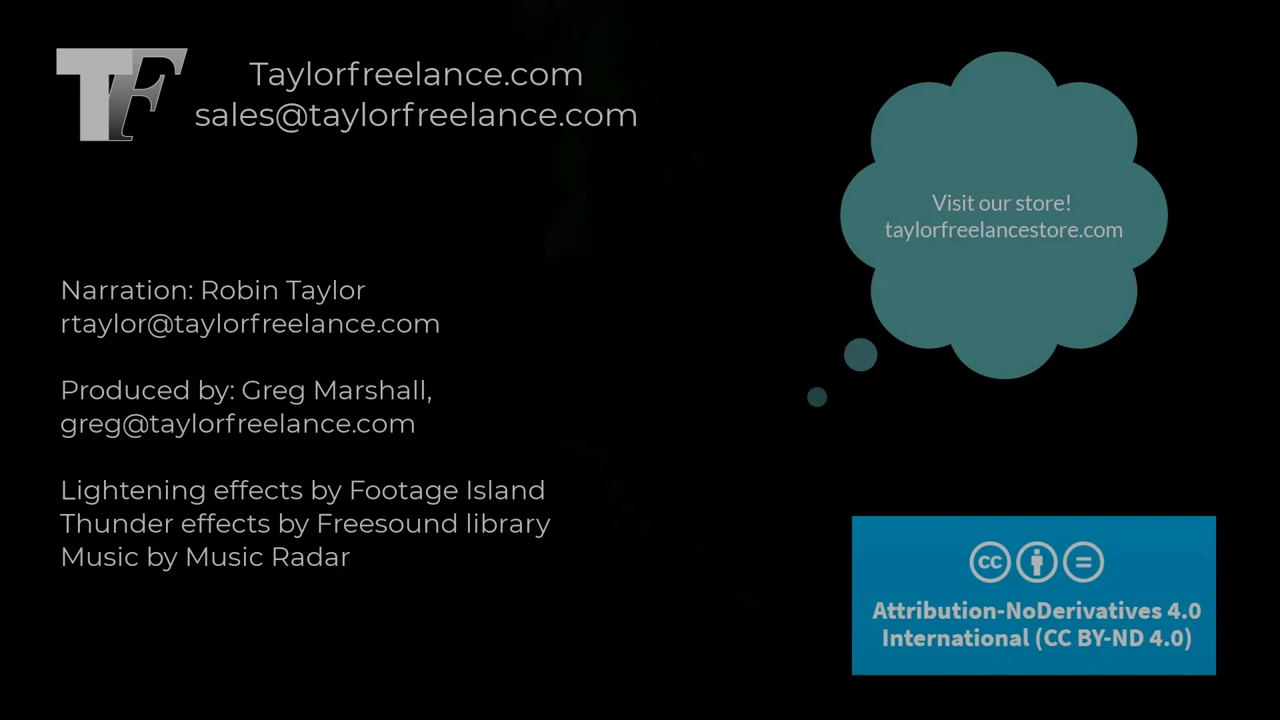 TF
Taylorfreelance.com
sales@taylorfreelance.com
Visit our store!
taylorfreelancestore.com
Narration: Robin Taylor
rtaylor@taylorfreelance.com
Produced by: Greg Marshall,
greg@taylorfreelance.com
Lightening effects by Footage Island
Thunder effects by Freesound library
Music by Music Radar
cc
Attribution-NoDerivatives 4.0
International (CC BY-ND 4.0)